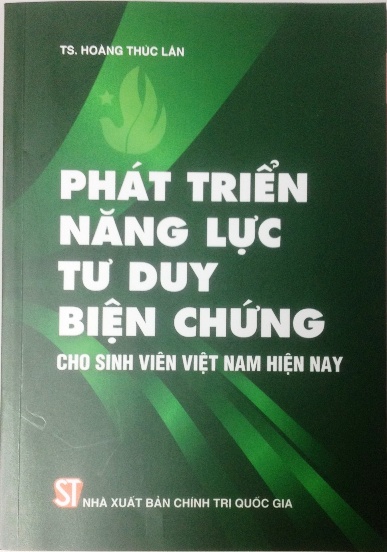 TS. HOÀNG THÚC LÂN
PHÁT TRIỂN
NĂNG LỰC
TƯ DUY
BIỆN CHỨNG
CHO SINH VIÊN VIỆT NAM HIỆN NAY
ST NHÀ XUẤT BẢN CHÍNH TRỊ QUỐC GIA